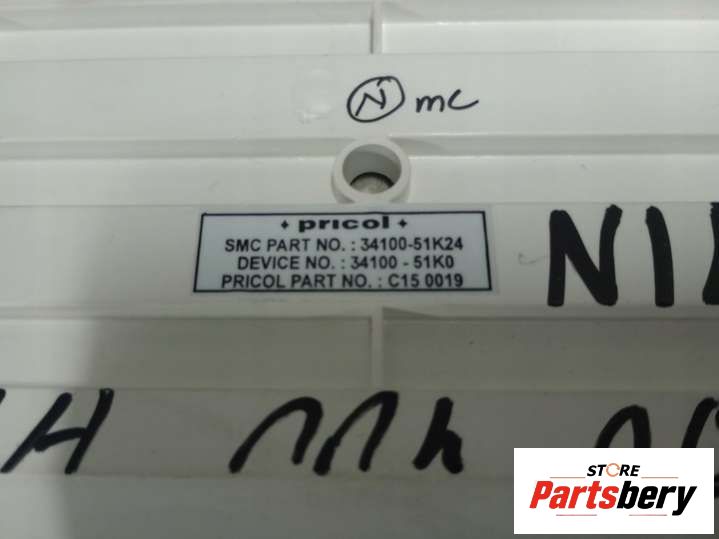 N mc
pricol
SMC PART NO. : 34100-51K24
DEVICE NO. : 34100 - 51K0
PRICOL PART NO. : C15 0019
STORE
Partsbery